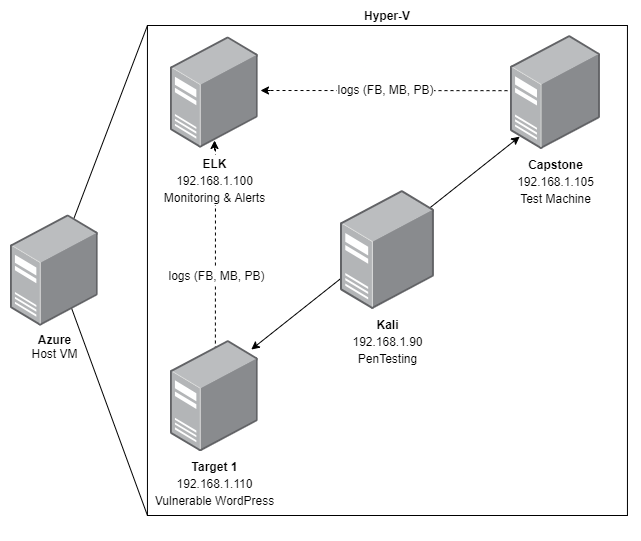 Hyper-V
logs (FB, MB, PB)
ELK
192.168.1.100
Monitoring & Alerts
Capstone
192.168.1.105
Test Machine
logs (FB, MB, PB)
Kali
192.168.1.90
PenTesting
Azure
Host VM
Target 1
192.168.1.110
Vulnerable WordPress